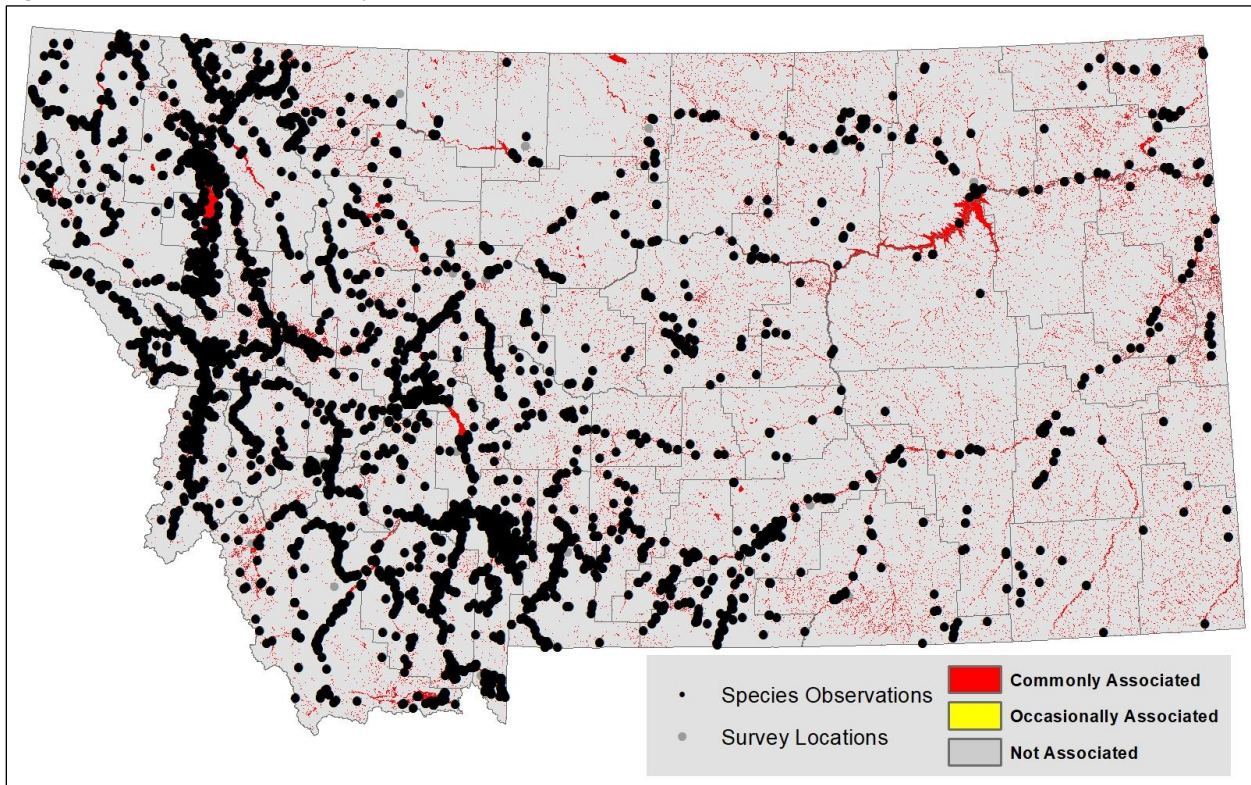 Species Observations
Survey Locations
Commonly Associated
Occasionally Associated
Not Associated